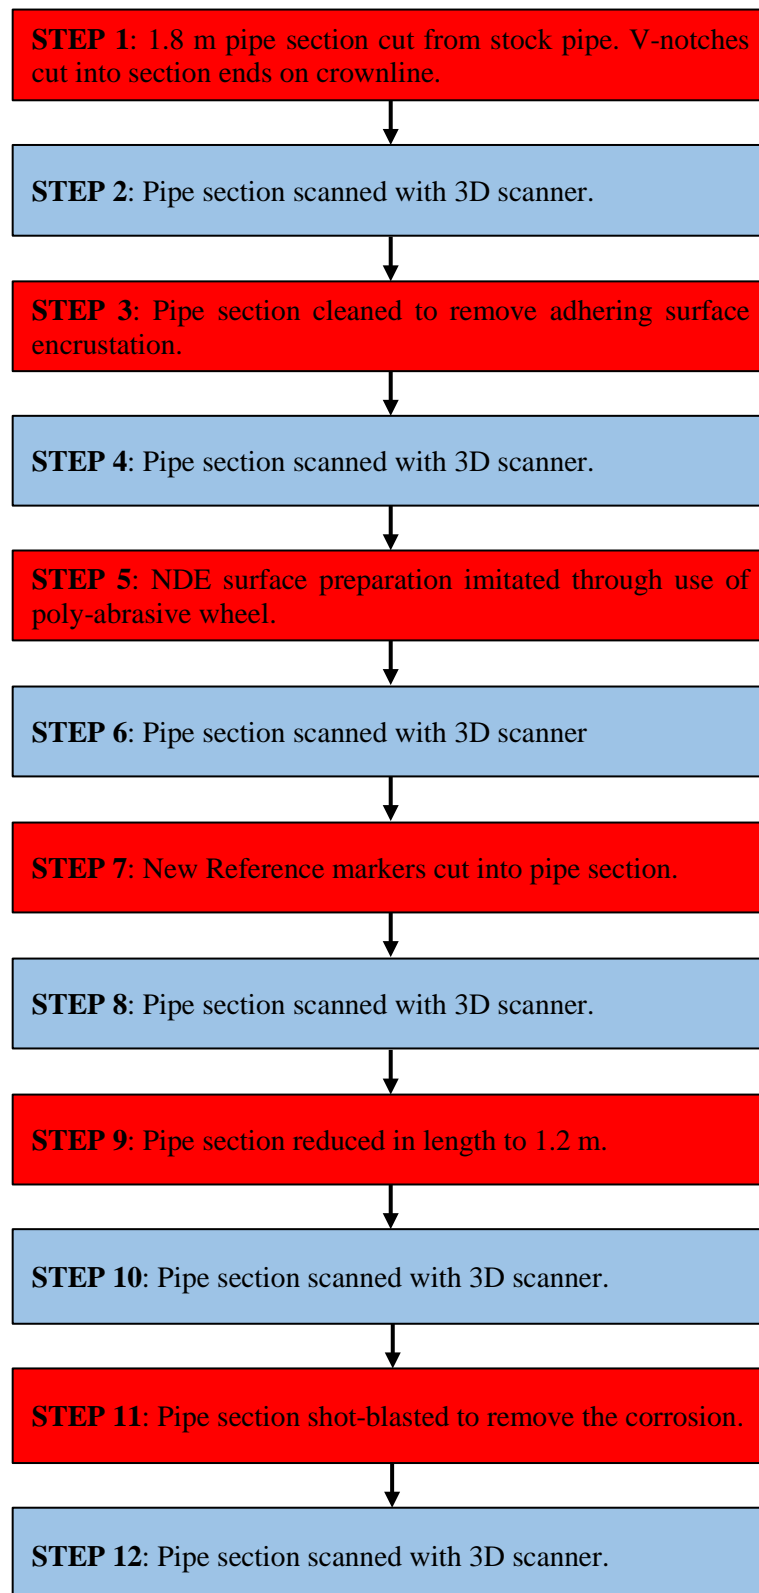 STEP 1: 1.8 m pipe section cut from stock pipe. V-notches
cut into section ends on crownline.
STEP 2: Pipe section scanned with 3D scanner.
STEP 3: Pipe section cleaned to remove adhering surface
encrustation.
STEP 4: Pipe section scanned with 3D scanner.
STEP 5: NDE surface preparation imitated through use of
poly-abrasive wheel.
STEP 6: Pipe section scanned with 3D scanner
STEP 7: New Reference markers cut into pipe section.
STEP 8: Pipe section scanned with 3D scanner.
STEP 9: Pipe section reduced in length to 1.2 m.
STEP 10: Pipe section scanned with 3D scanner.
STEP 11: Pipe section shot-blasted to remove the corrosion.
STEP 12: Pipe section scanned with 3D scanner.